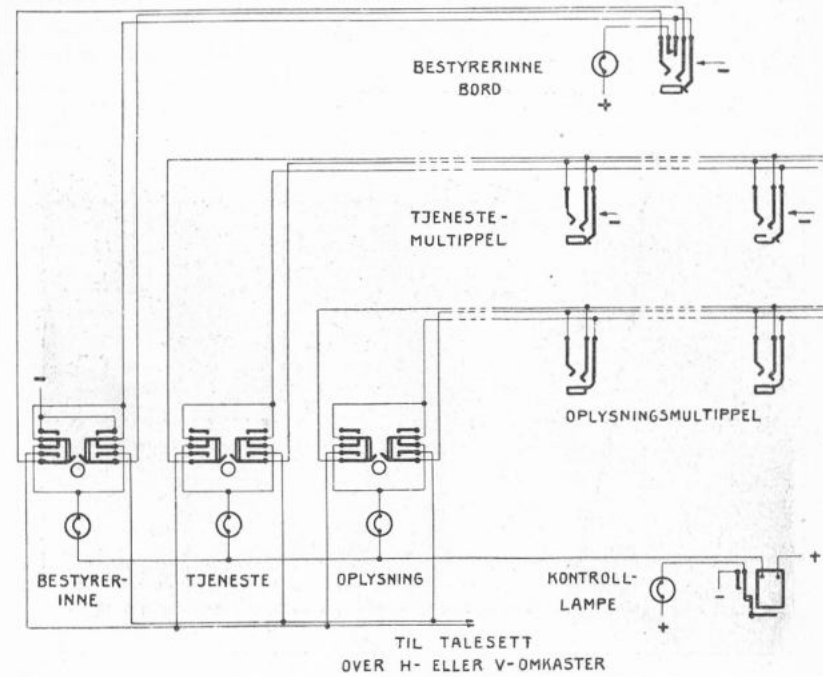 BESTYRERINNE
BORD
-
+
TJENESTE-
MULTIPPEL
-
-
OPLYSNINGSMULTIPPEL
-
BESTYRER-
INNE
TJENESTE
OPLYSNING
KONTROLL-
LAMPE
-
+
+
TIL TALESETT
OVER H- ELLER V-OMKASTER